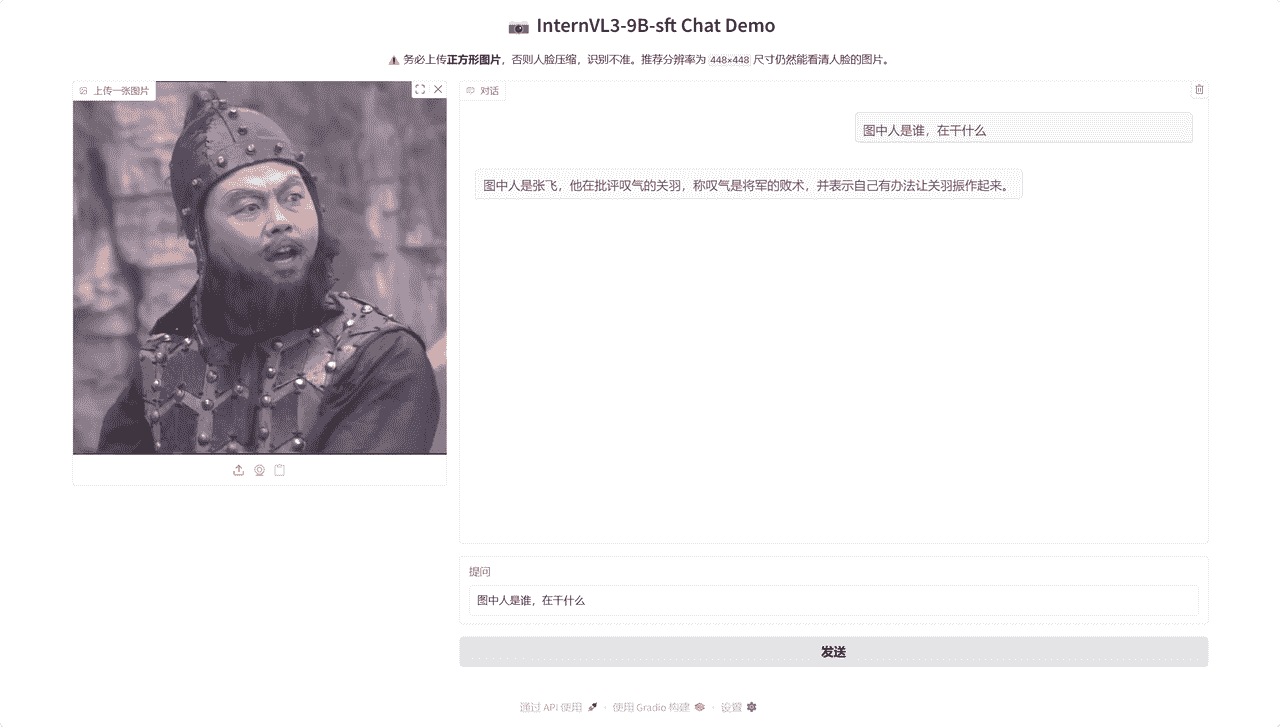 InternVL3-9B-sft Chat Demo
务必上传正方形图片，否则人脸压缩，识别不准。推荐分辨率为 448×448 尺寸仍然能看清人脸的图片。
上传一张图片
对话
图中人是谁，在干什么
图中人是张飞，他在批评叹气的关羽，称叹气是将军的败术，并表示自己有办法让关羽振作起来。
提问
图中人是谁，在干什么
发送
通过 API 使用 · 使用 Gradio 构建 · 设置